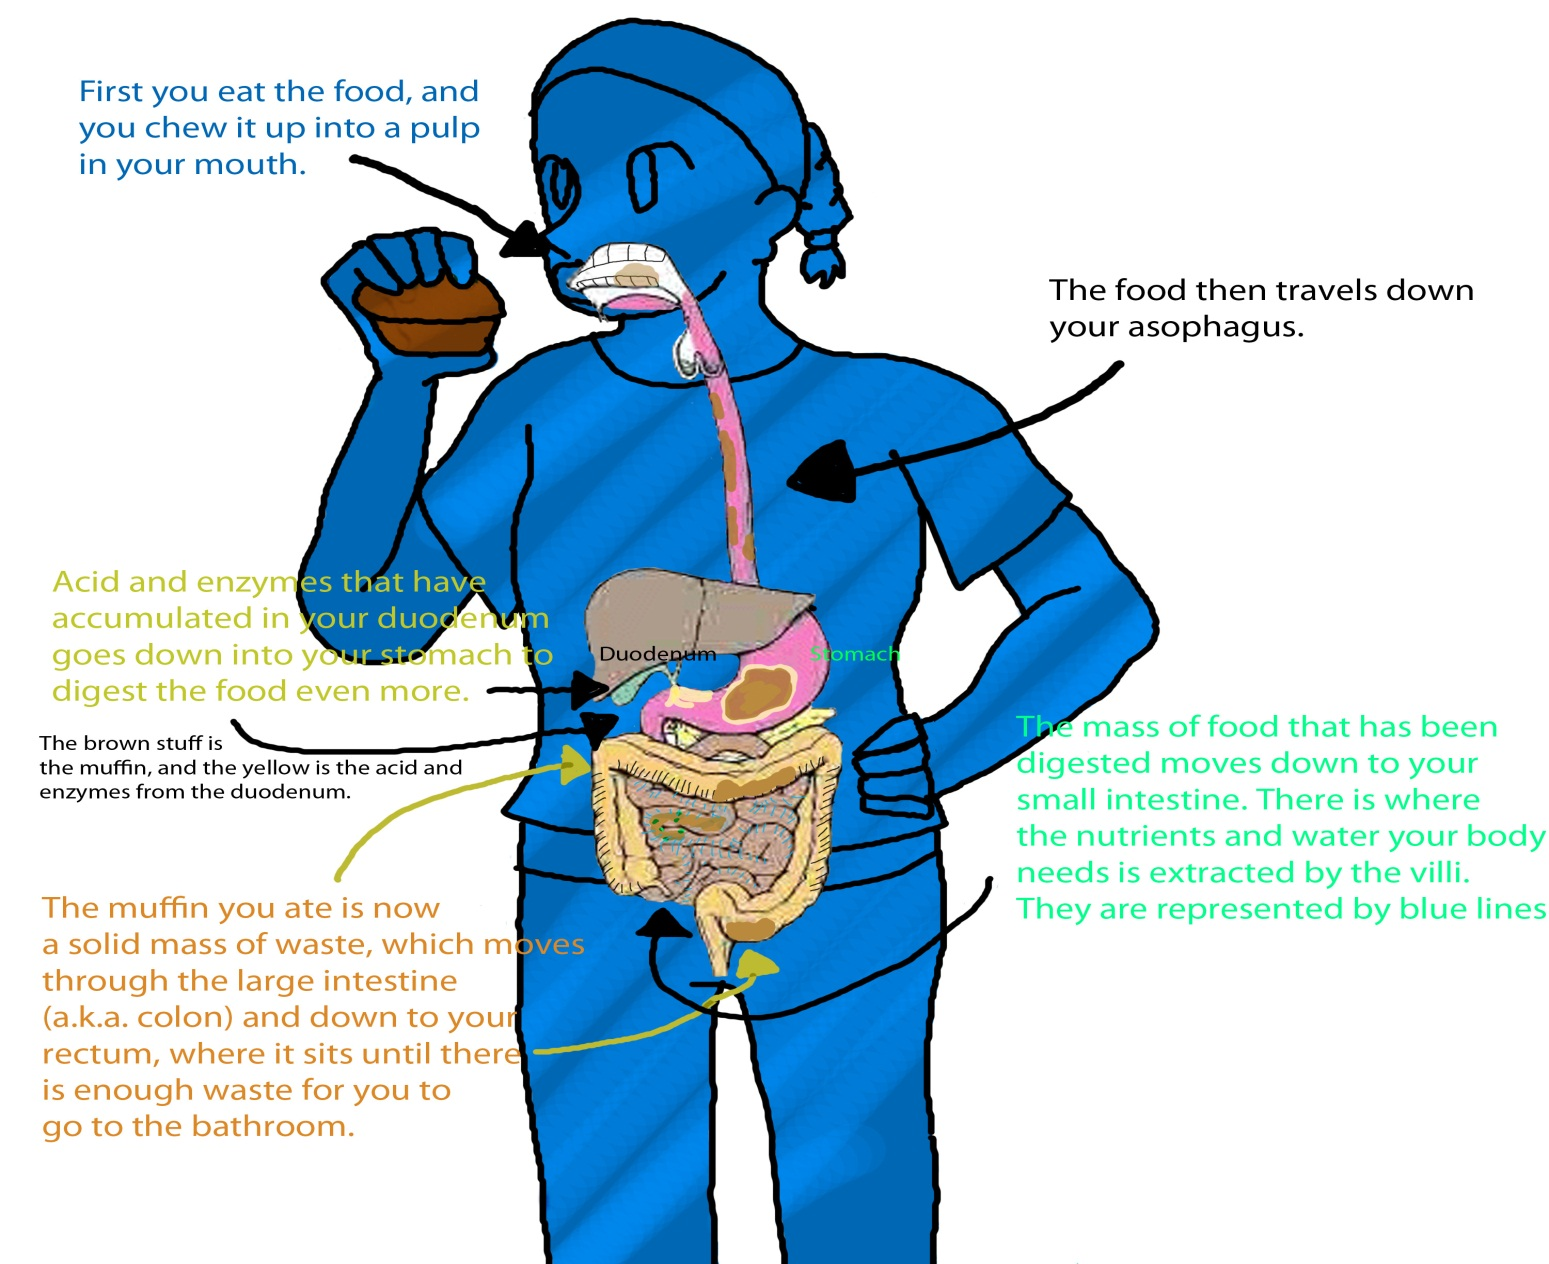 First you eat the food, and
you chew it up into a pulp
in your mouth.
The food then travels down
your asophagus.
Acid and enzymes that have
accumulated in your duodenum
goes down into your stomach to
digest the food even more.
The brown stuff is
the muffin, and the yellow is the acid and
enzymes from the duodenum.
Duodenum
Stomach
The mass of food that has been
digested moves down to your
small intestine. There is where
the nutrients and water your body
needs is extracted by the villi.
They are represented by blue lines
The muffin you ate is now
a solid mass of waste, which moves
through the large intestine
(a.k.a. colon) and down to your
rectum, where it sits until there
is enough waste for you to
go to the bathroom.